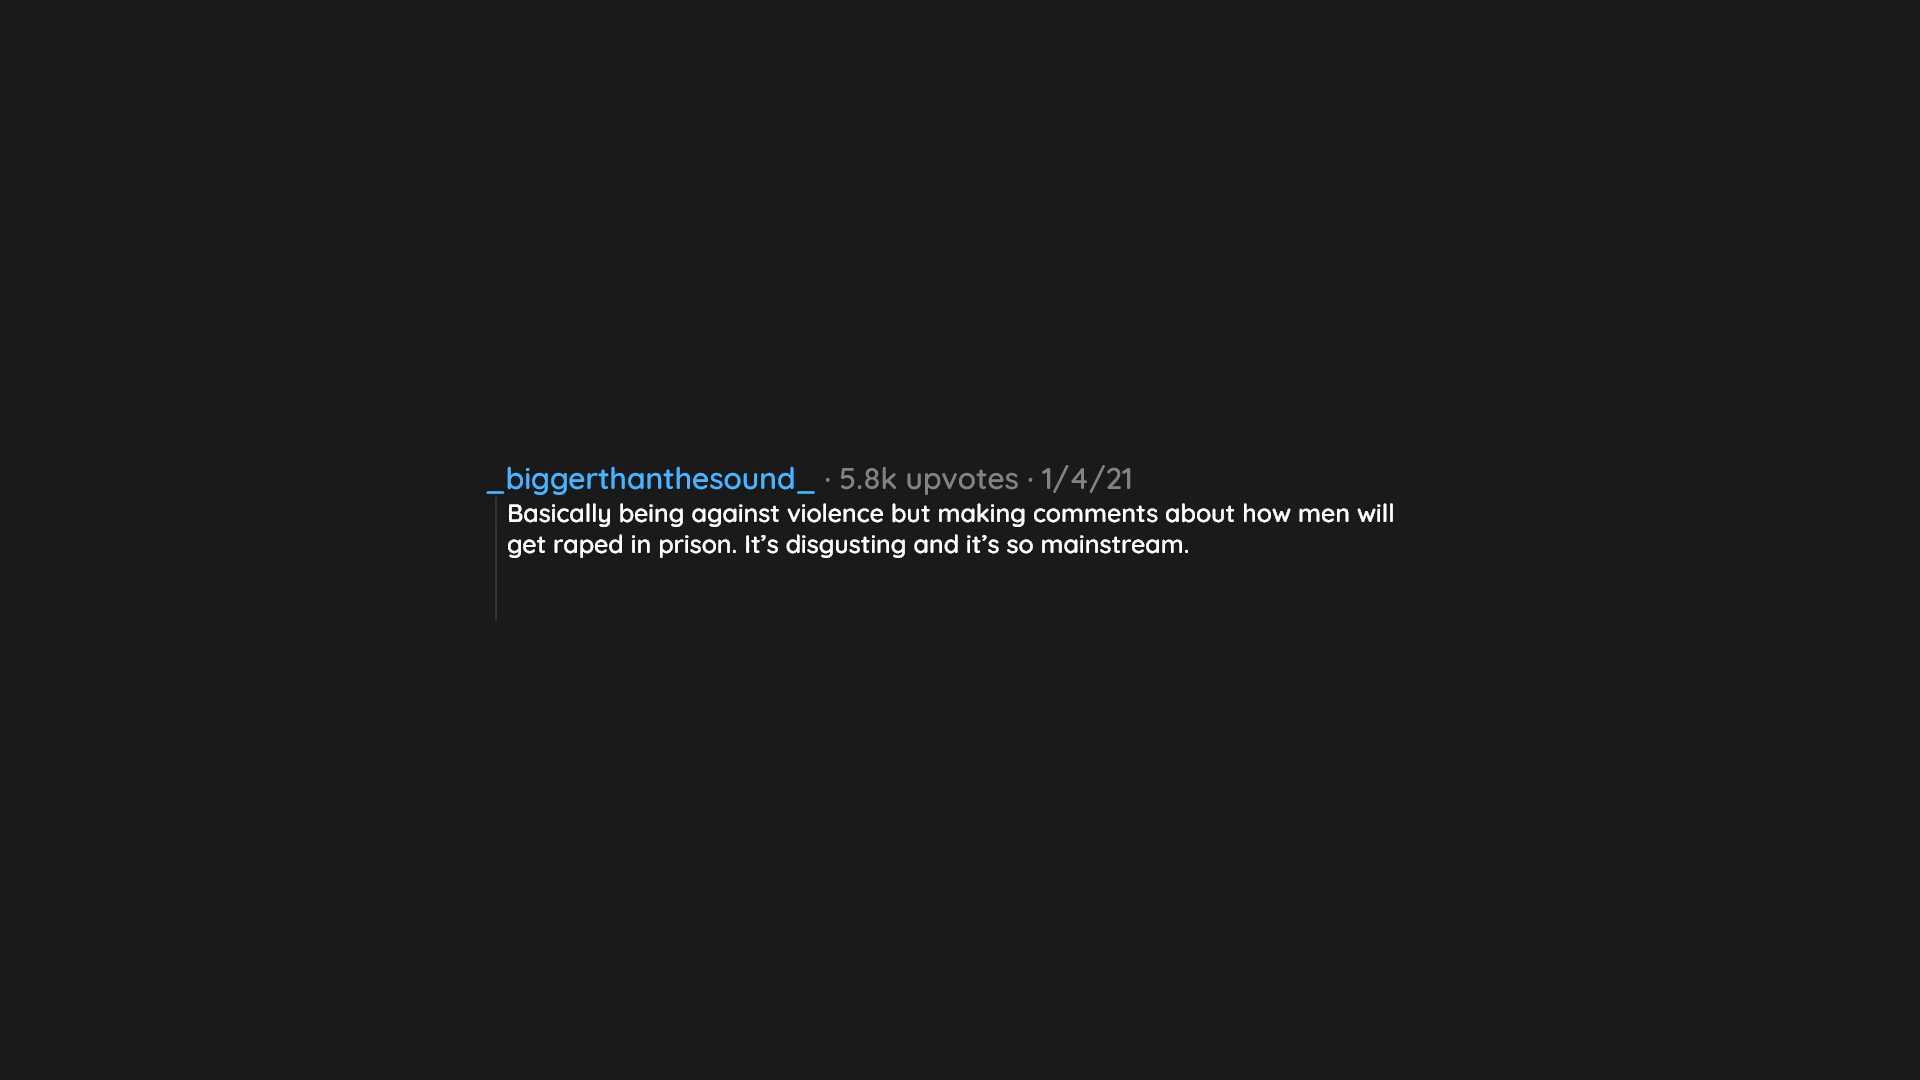 _biggerthanthesound_ · 5.8k upvotes · 1/4/21
Basically being against violence but making comments about how men will
get raped in prison. It’s disgusting and it’s so mainstream.